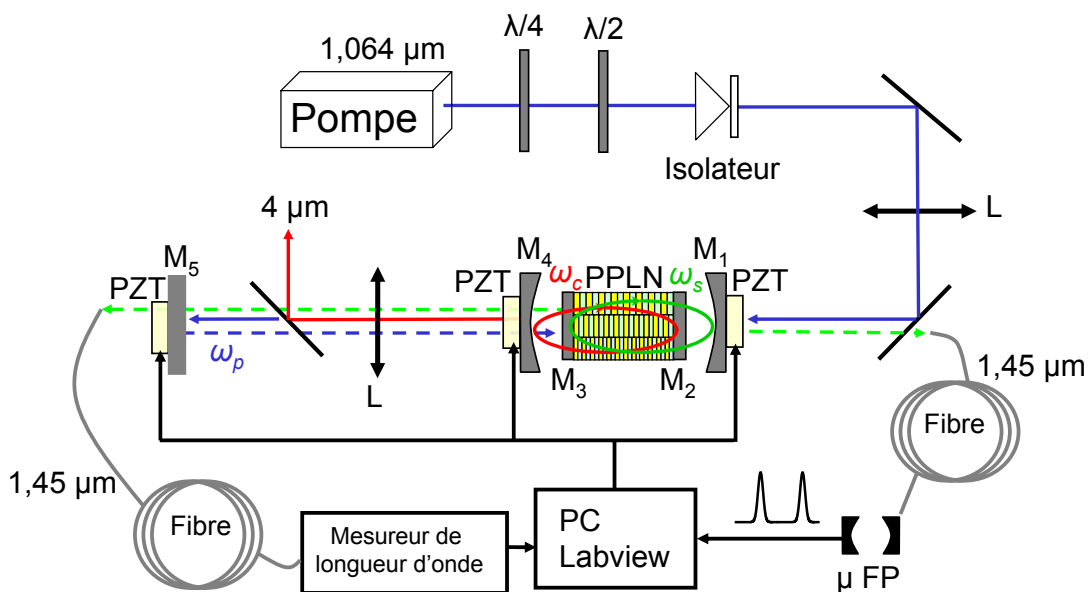 λ/4
λ/2
1,064 µm
Pompe
Isolateur
L
4 µm
M5
PZT
ωp
L
PZT
M4
ωc
PPLN
ωs
M1
PZT
M3
M2
1,45 µm
Fibre
1,45 µm
Fibre
Mesureur de
longueur d'onde
PC
Labview
µ FP